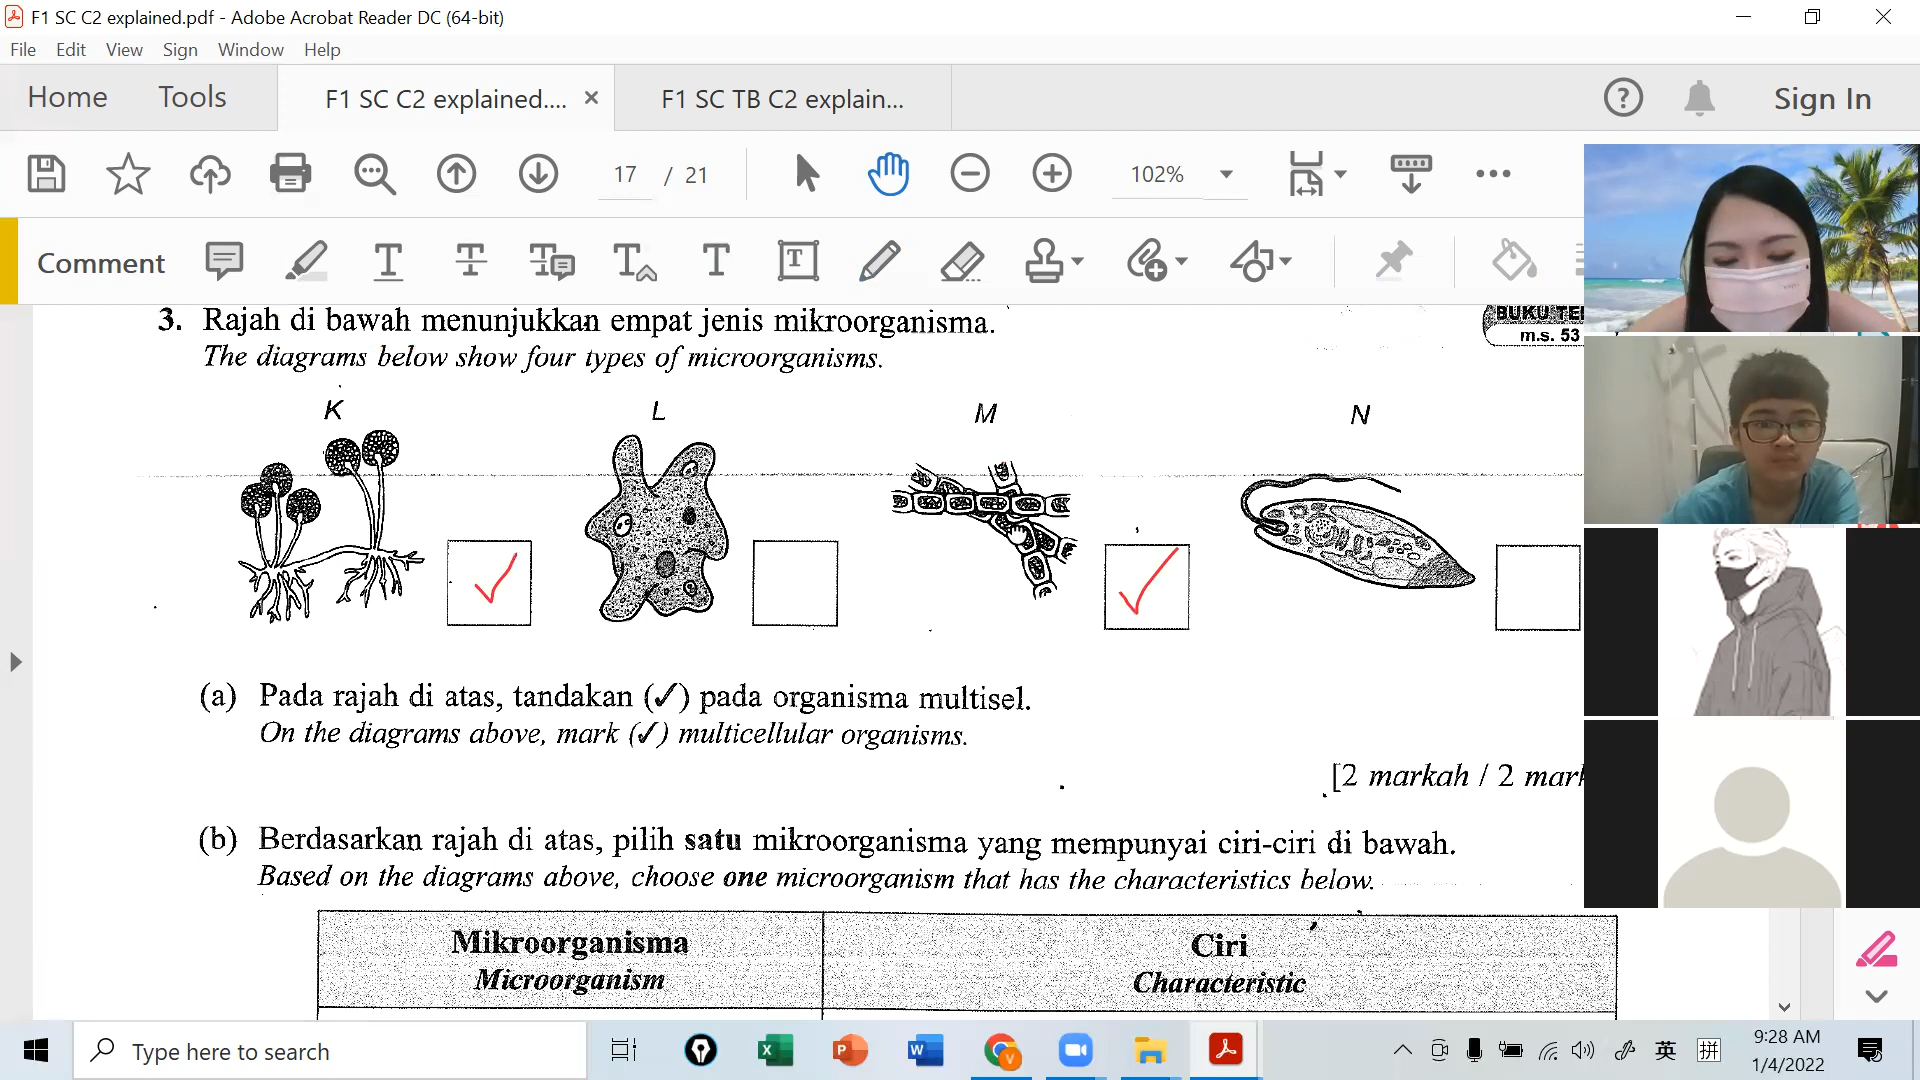 F1 SC C2 explained.pdf - Adobe Acrobat Reader DC (64-bit)
File Edit View Sign Window Help
Home Tools F1 SC C2 explained.... F1 SC TB C2 explain... Sign In
17 / 21 102%
Comment
3. Rajah di bawah menunjukkan empat jenis mikroorganisma.
The diagrams below show four types of microorganisms.
BUKU TE
m.s. 53
K L M N
(a) Pada rajah di atas, tandakan (✓) pada organisma multisel.
On the diagrams above, mark (✓) multicellular organisms.
[2 markah / 2 mar
(b) Berdasarkan rajah di atas, pilih satu mikroorganisma yang mempunyai ciri-ciri di bawah.
Based on the diagrams above, choose one microorganism that has the characteristics below.
Mikroorganisma Ciri
Microorganism Characteristic
Type here to search
英 拼
9:28 AM
1/4/2022